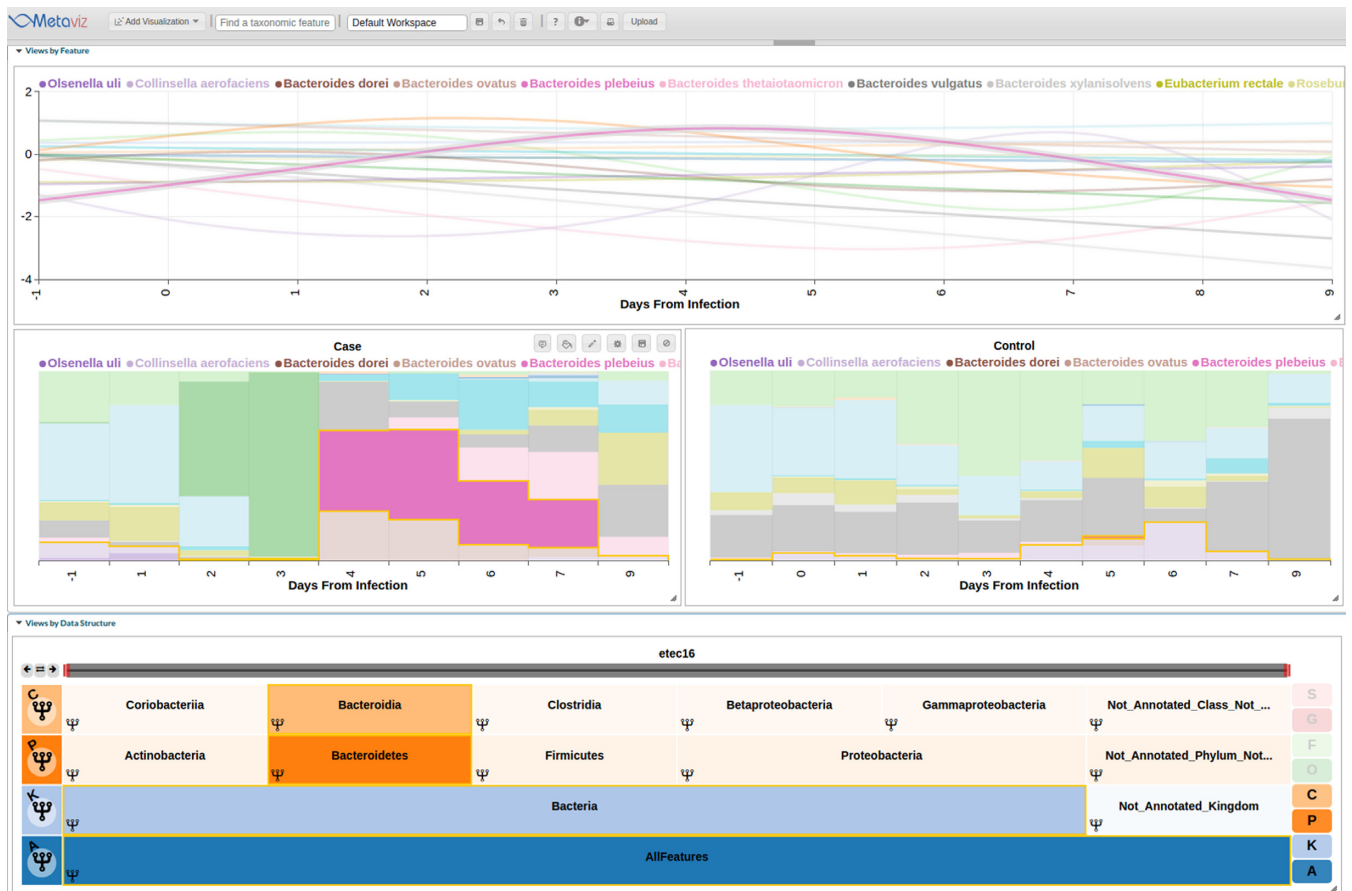 Metaviz Add Visualization Find a taxonomic feature Default Workspace ? Upload
Views by Feature
Olsenella uli Collinsella aerofaciens Bacteroides dorei Bacteroides ovatus Bacteroides plebeius Bacteroides thetaiotaomicron Bacteroides vulgatus Bacteroides xylanisolvens Eubacterium rectale Rosebur
2
0
-2
-4
-1 0 1 2 3 4 5 6 7 8 9
Days From Infection
Case
Olsenella uli Collinsella aerofaciens Bacteroides dorei Bacteroides ovatus Bacteroides plebeius Ba
-1 1 2 3 4 5 6 7 9
Days From Infection
Control
Olsenella uli Collinsella aerofaciens Bacteroides dorei Bacteroides ovatus Bacteroides plebeius B
-1 0 1 2 3 4 5 6 7 9
Days From Infection
Views by Data Structure
etec16
C Coriobacteriia Bacteroidia Clostridia Betaproteobacteria Gammaproteobacteria Not_Annotated_Class_Not_... S
G
P Actinobacteria Bacteroidetes Firmicutes Proteobacteria Not_Annotated_Phylum_Not... F
O
K Bacteria Not_Annotated_Kingdom C
P
A AllFeatures K
A